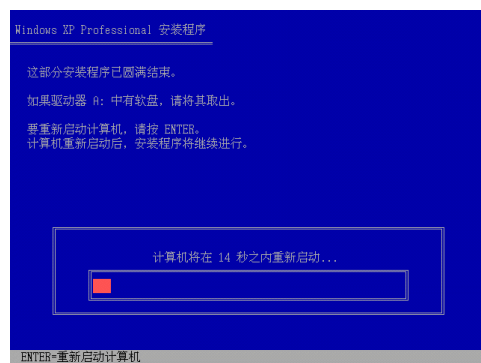 Windows XP Professional 安装程序
这部分安装程序已圆满结束。
如果驱动器 A: 中有软盘，请将其取出。
要重新启动计算机，请按 ENTER。
计算机重新启动后，安装程序将继续进行。
计算机将在 14 秒之内重新启动...
ENTER=重新启动计算机